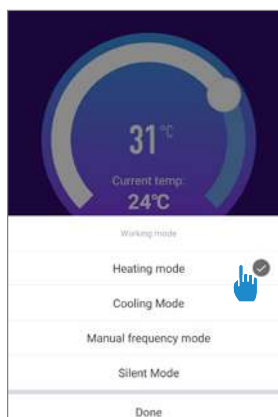 31°C
Current temp:
24°C
Working mode
Heating mode
Cooling Mode
Manual frequency mode
Silent Mode
Done